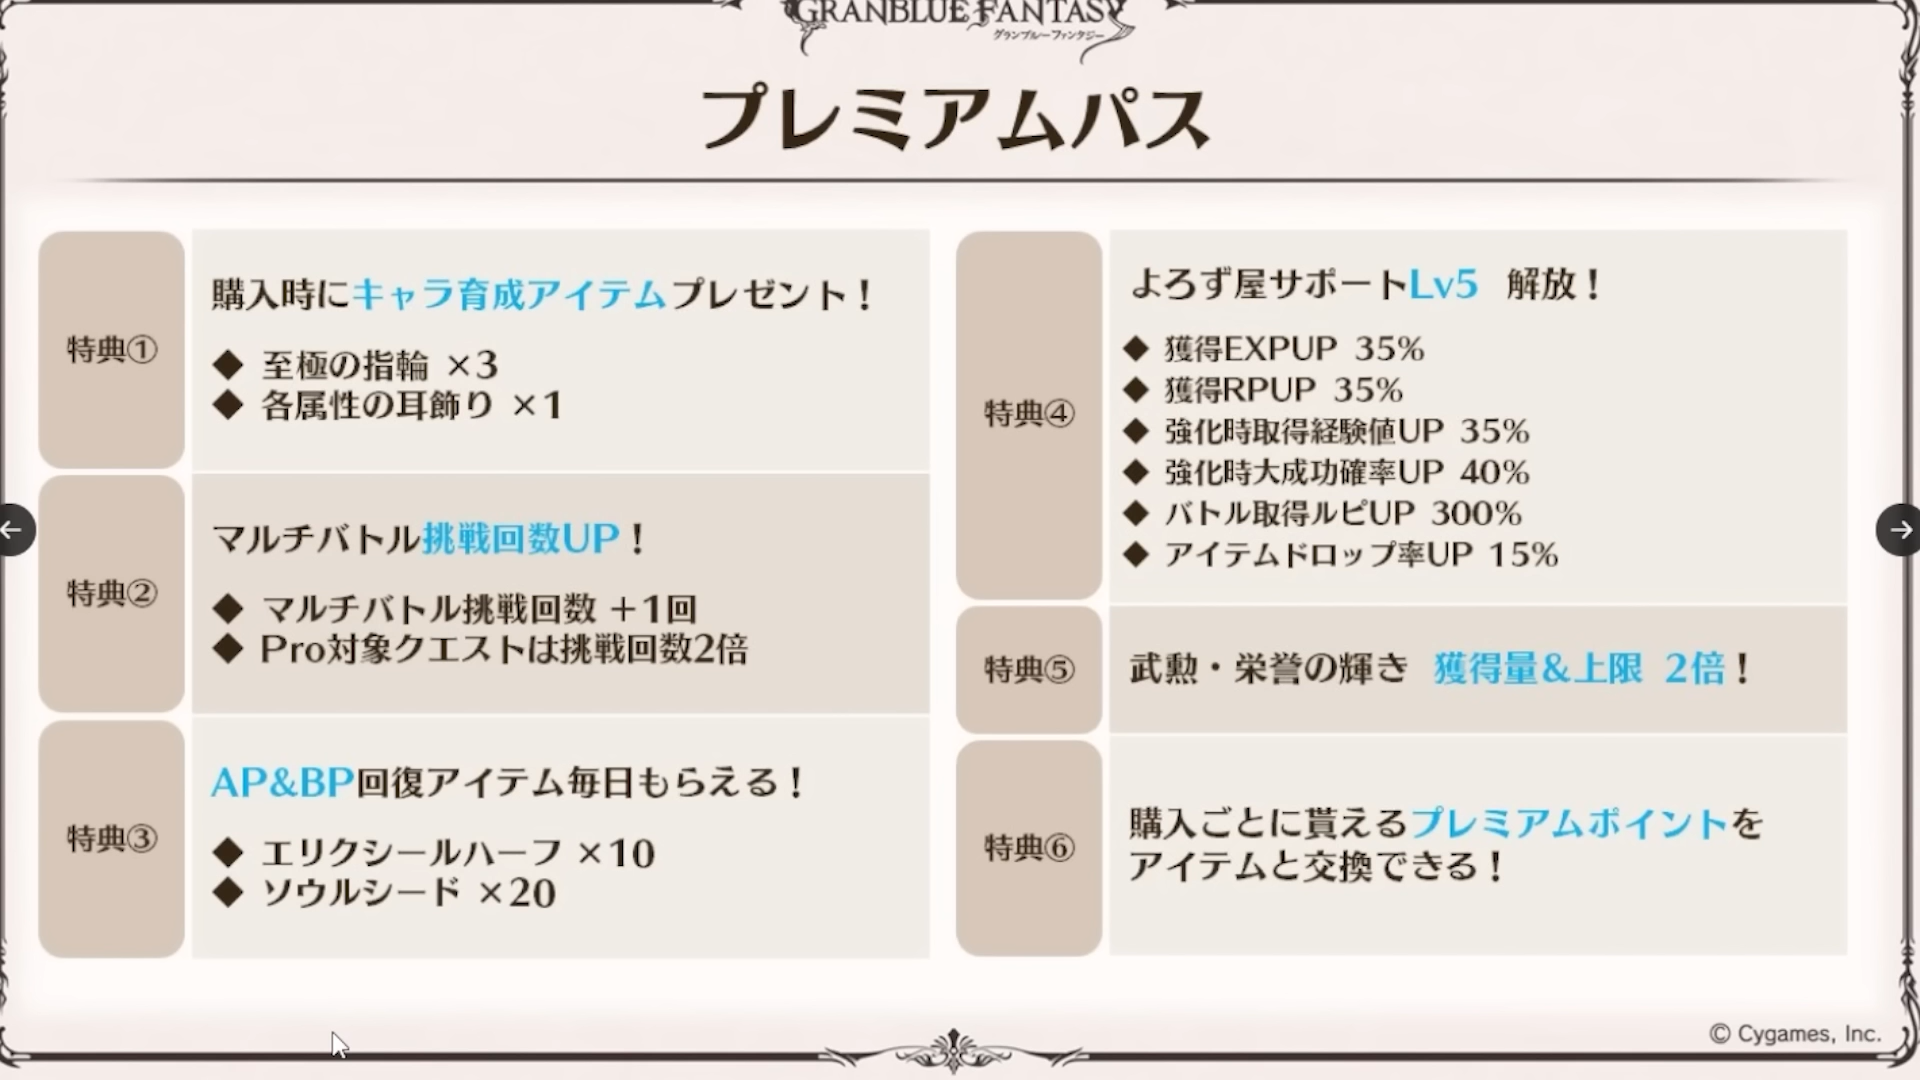 GRANBLUE FANTASY
グランブルーファンタジー
プレミアムパス
特典①
購入時にキャラ育成アイテムプレゼント！
◆ 至極の指輪 ×3
◆ 各属性の耳飾り ×1
特典②
マルチバトル挑戦回数UP！
◆ マルチバトル挑戦回数 ＋1回
◆ Pro対象クエストは挑戦回数2倍
特典③
AP&BP回復アイテム毎日もらえる！
◆ エリクシールハーフ ×10
◆ ソウルシード ×20
特典④
よろず屋サポートLv5 解放！
◆ 獲得EXPUP 35%
◆ 獲得RPUP 35%
◆ 強化時取得経験値UP 35%
◆ 強化時大成功確率UP 40%
◆ バトル取得ルピUP 300%
◆ アイテムドロップ率UP 15%
特典⑤
武勲・栄誉の輝き 獲得量＆上限 2倍！
特典⑥
購入ごとに貰えるプレミアムポイントを
アイテムと交換できる！
© Cygames, Inc.